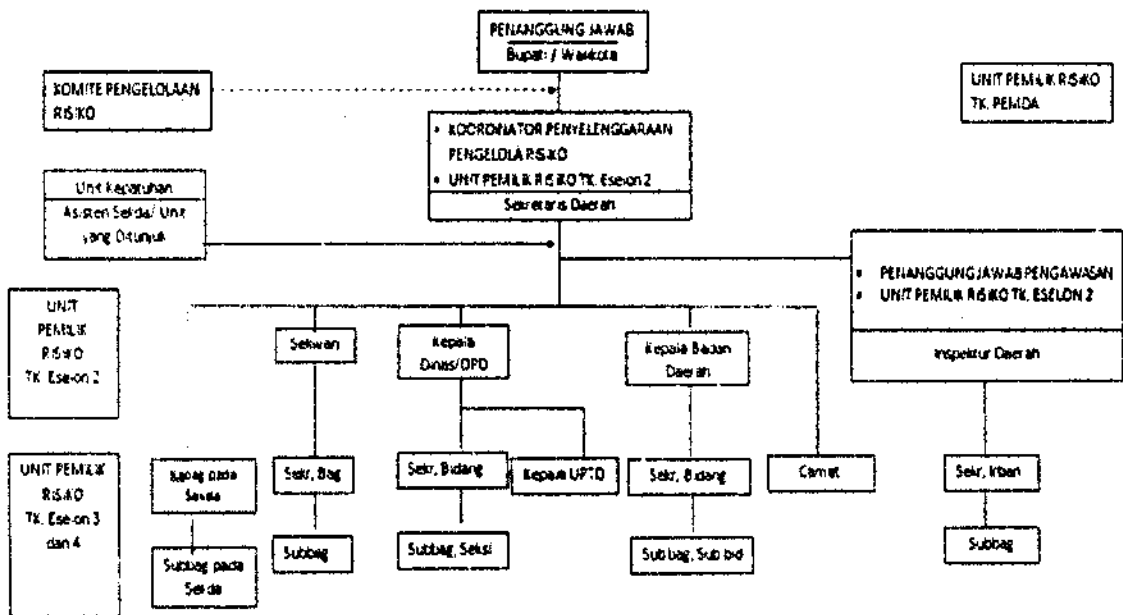 PENANGGUNG JAWAB
Bupati / Walikota
KOMITE PENGELOLAAN
RISIKO
UNIT PEMILIK RISIKO
TK. PEMDA
• KOORDINATOR PENYELENGGARAAN
PENGELOLA RISIKO
• UNIT PEMILIK RISIKO TK. Eselon 2
Sekretaris Daerah
Unit Kepatuhan
Asisten Sekda/ Unit
yang Ditunjuk
• PENANGGUNG JAWAB PENGAWASAN
• UNIT PEMILIK RISIKO TK. ESELON 2
Inspektur Daerah
UNIT
PEMILIK
RISIKO
TK. Eselon 2
Sekwan
Kepala
Dinas/OPD
Kepala Badan
Daerah
UNIT PEMILIK
RISIKO
TK. Eselon 3
dan 4
Kabag pada
Sekda
Sekr, Bag
Sekr, Bidang
Kepala UPTD
Sekr, Bidang
Camat
Sekr, Irban
Subbag pada
Sekda
Subbag
Subbag, Seksi
Subbag, Subbid
Subbag